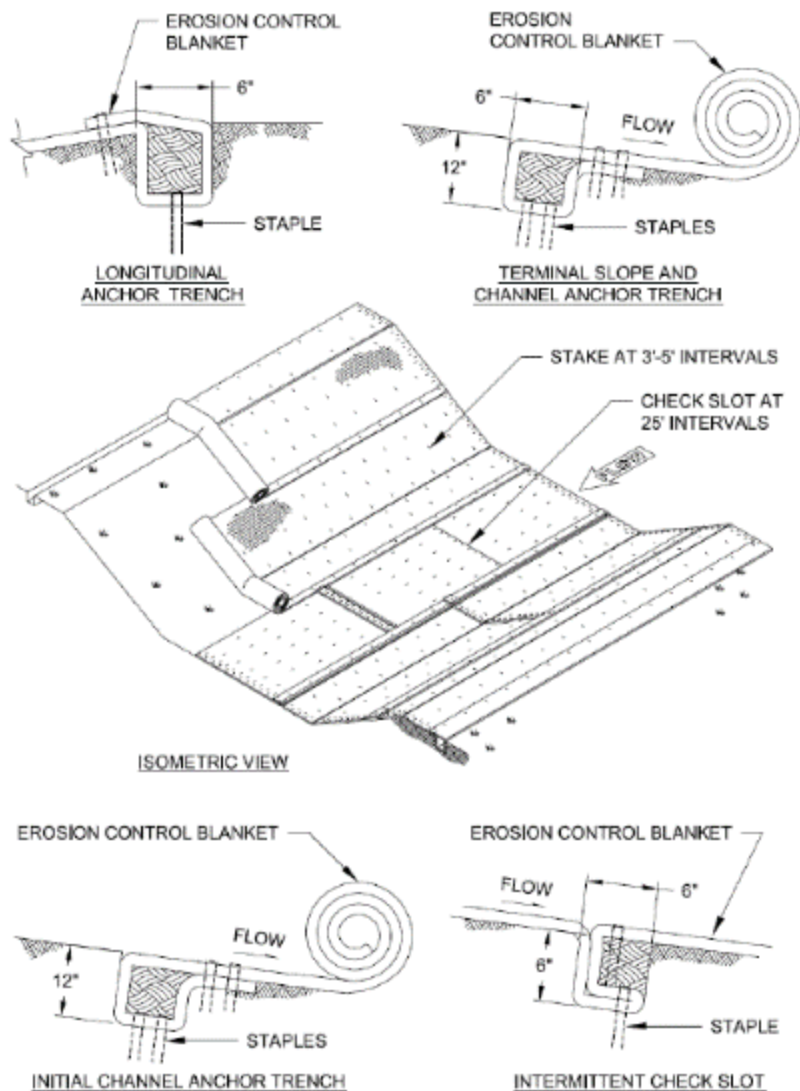 EROSION CONTROL
BLANKET
6"
STAPLE
LONGITUDINAL
ANCHOR TRENCH
EROSION
CONTROL BLANKET
6"
FLOW
12"
STAPLES
TERMINAL SLOPE AND
CHANNEL ANCHOR TRENCH
STAKE AT 3'-5' INTERVALS
CHECK SLOT AT
25' INTERVALS
ISOMETRIC VIEW
EROSION CONTROL BLANKET
FLOW
12"
STAPLES
INITIAL CHANNEL ANCHOR TRENCH
EROSION CONTROL BLANKET
FLOW
6"
6"
STAPLE
INTERMITTENT CHECK SLOT